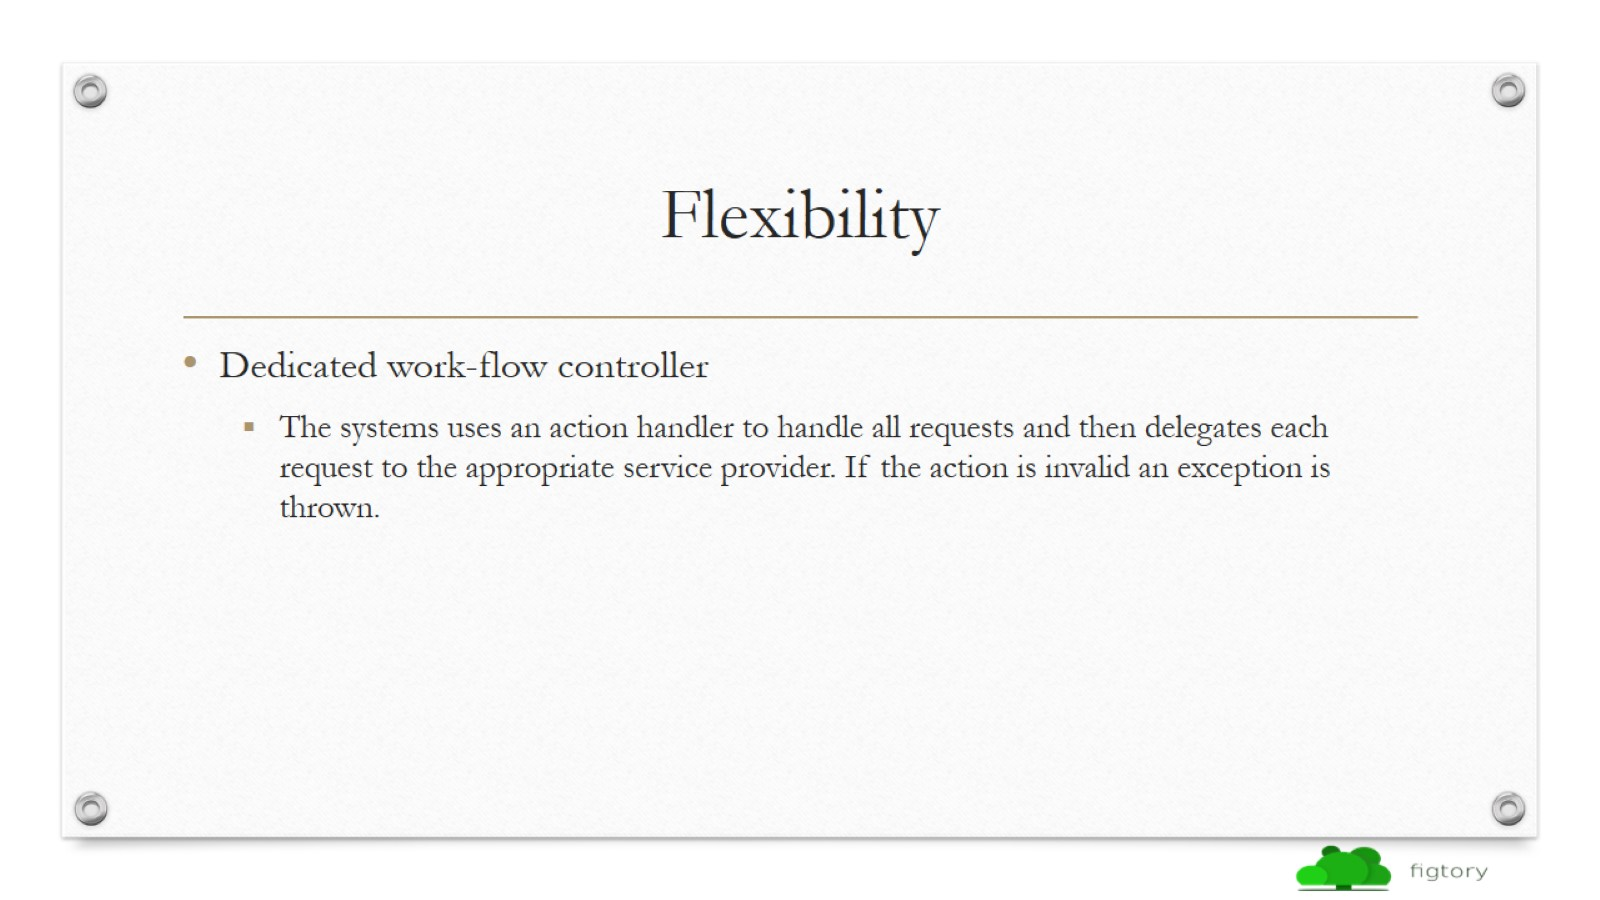 Flexibility
Dedicated work-flow controller
The systems uses an action handler to handle all requests and then delegates each
request to the appropriate service provider. If the action is invalid an exception is
thrown.
figtory